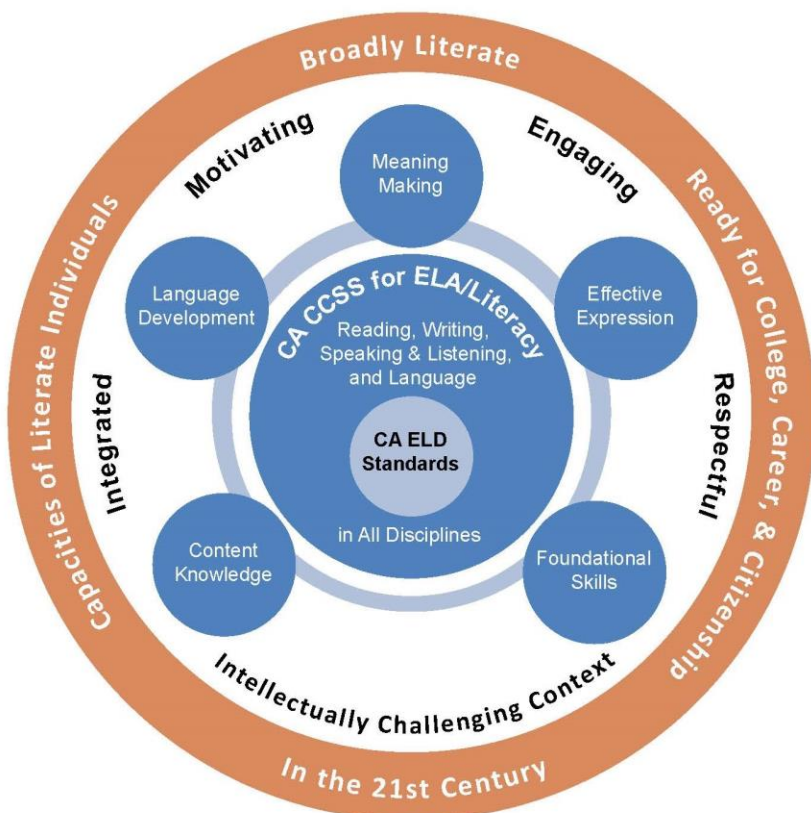 Broadly Literate
Ready for College, Career, & Citizenship
In the 21st Century
Capacities of Literate Individuals
Motivating
Engaging
Respectful
Intellectually Challenging Context
Integrated
Meaning
Making
Effective
Expression
Foundational
Skills
Content
Knowledge
Language
Development
CA CCSS for ELA/Literacy
Reading, Writing,
Speaking & Listening,
and Language
CA ELD
Standards
in All Disciplines